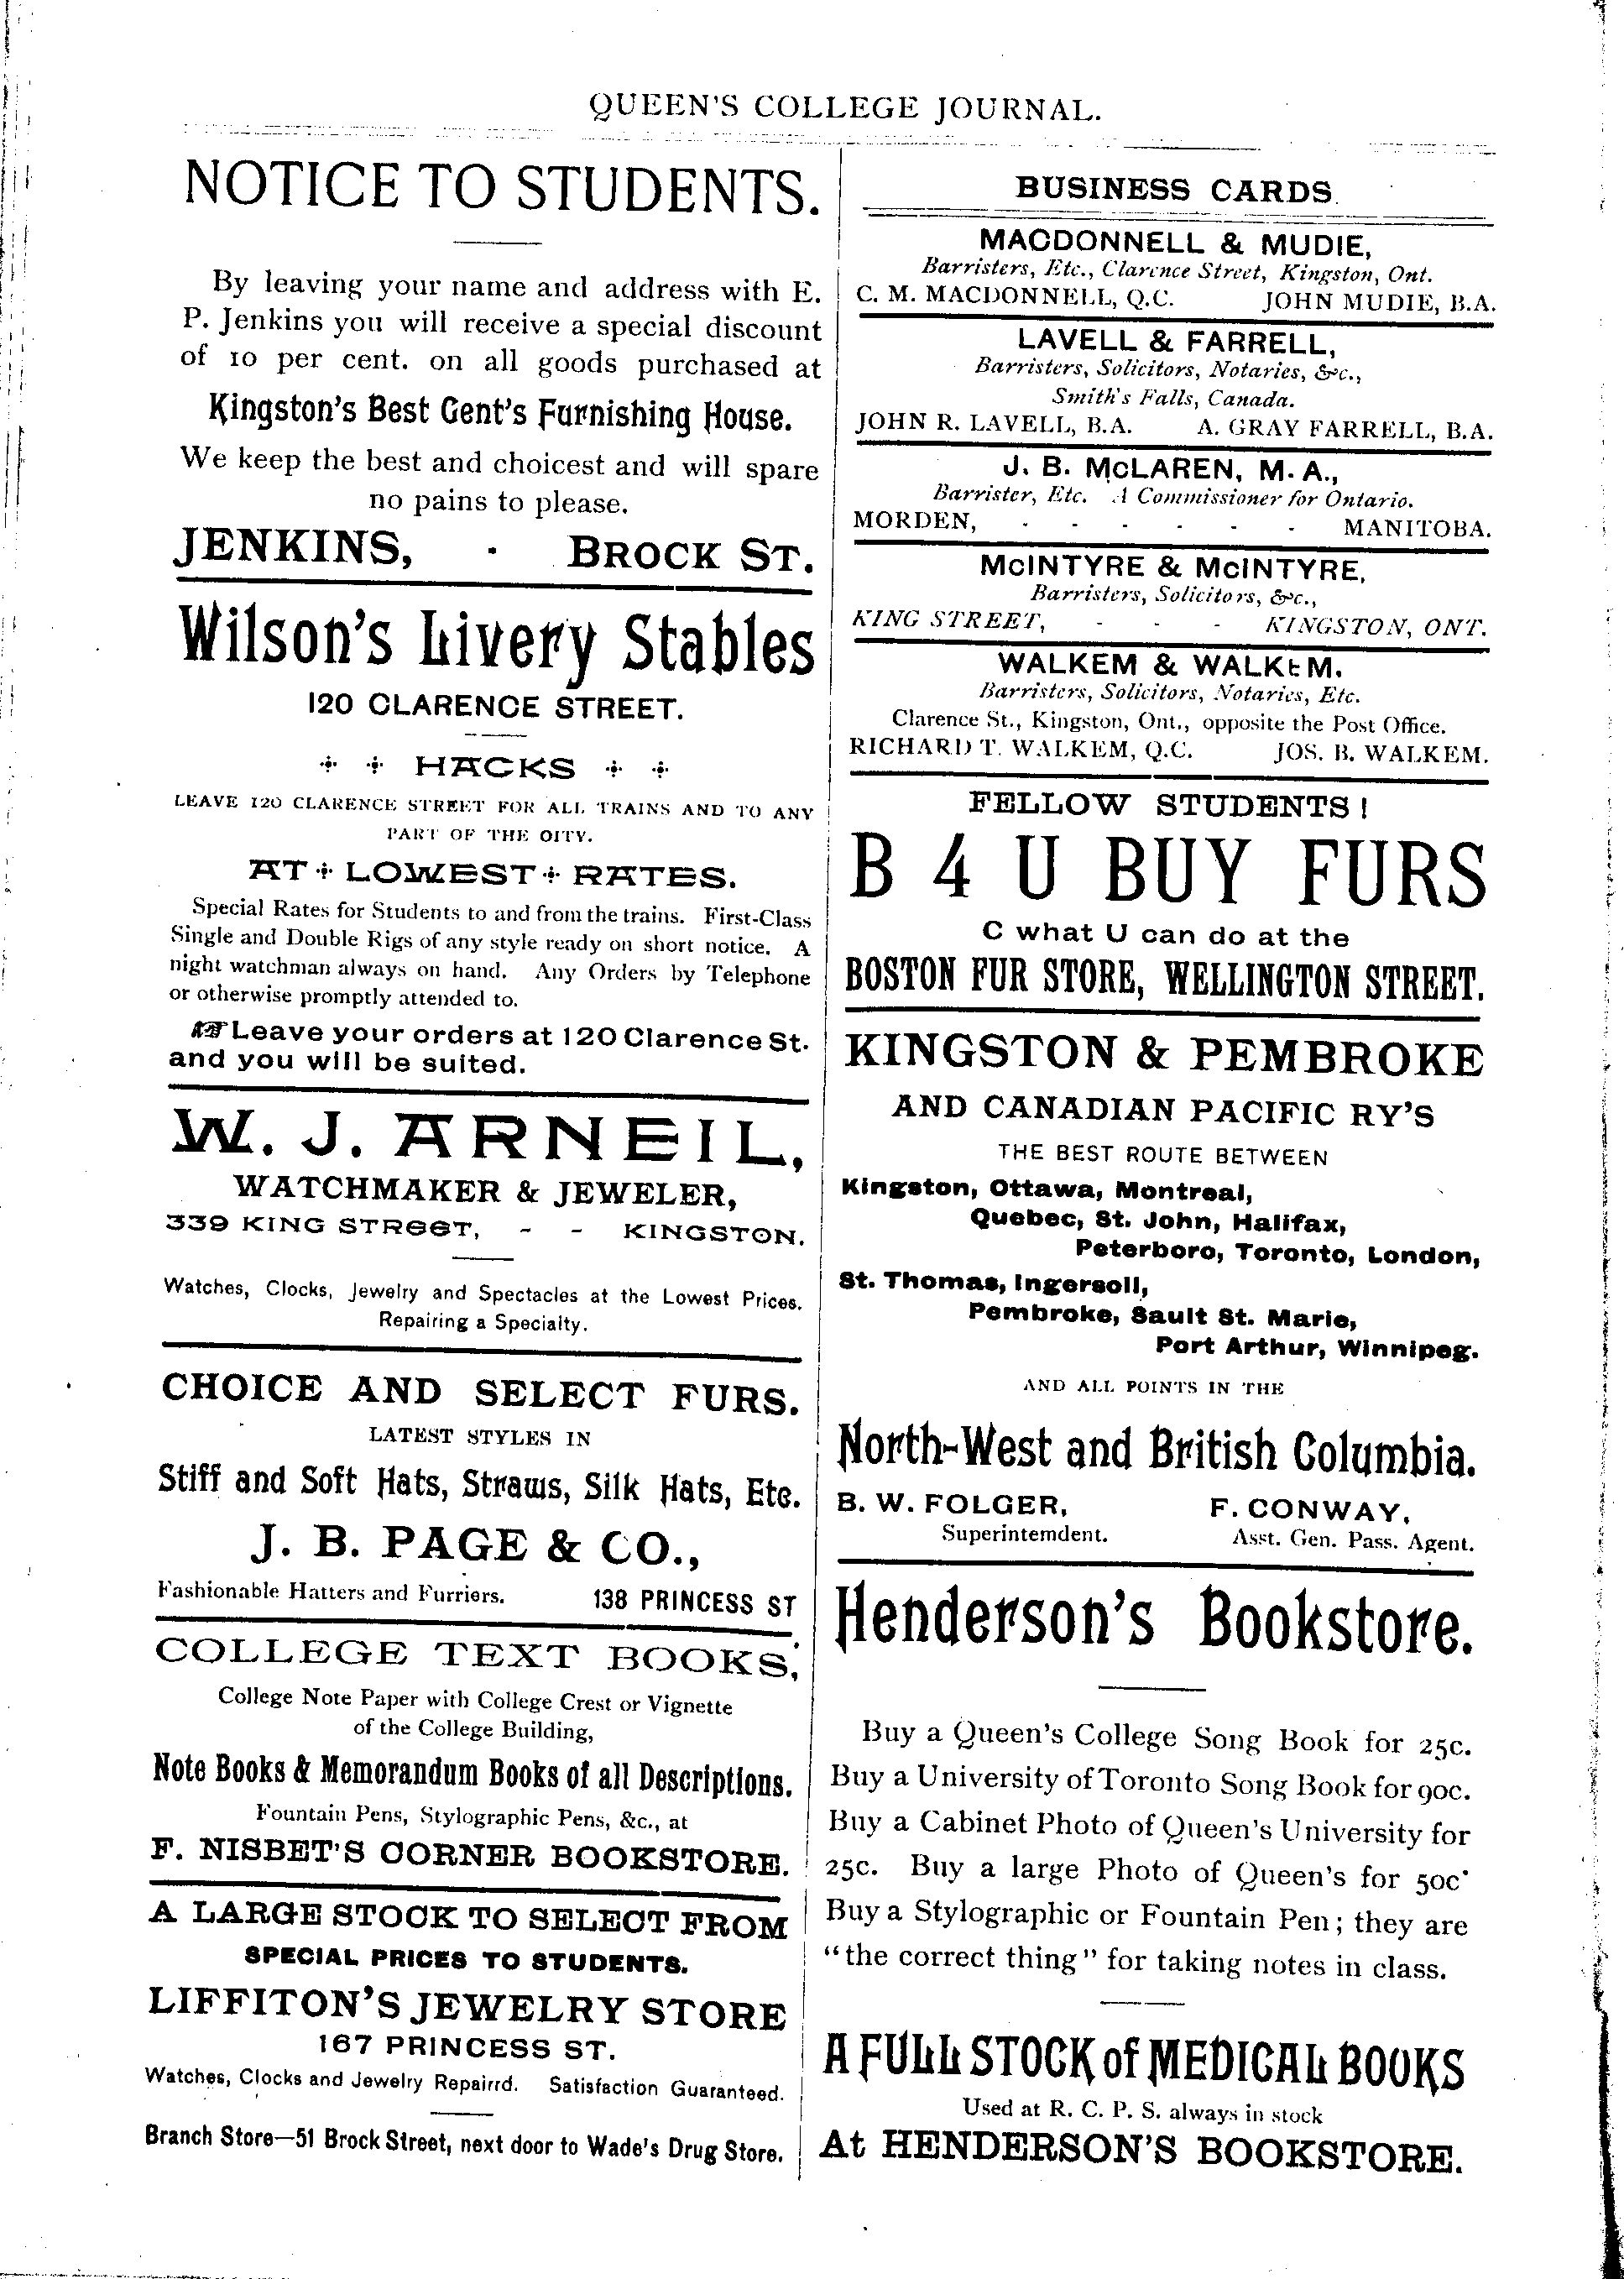 QUEEN'S COLLEGE JOURNAL.
NOTICE TO STUDENTS.
By leaving your name and address with E.
P. Jenkins you will receive a special discount
of 10 per cent. on all goods purchased at
Kingston's Best Gent's Furnishing House.
We keep the best and choicest and will spare
no pains to please.
JENKINS, - BROCK ST.
Wilson's Livery Stables
120 CLARENCE STREET.
HACKS
LEAVE 120 CLARENCE STREET FOR ALL TRAINS AND TO ANY
PART OF THE CITY.
AT LOWEST RATES.
Special Rates for Students to and from the trains. First-Class
Single and Double Rigs of any style ready on short notice. A
night watchman always on hand. Any Orders by Telephone
or otherwise promptly attended to.
☞ Leave your orders at 120 Clarence St.
and you will be suited.
W. J. ARNEIL,
WATCHMAKER & JEWELER,
339 KING STREET, - - KINGSTON.
Watches, Clocks, Jewelry and Spectacles at the Lowest Prices.
Repairing a Specialty.
CHOICE AND SELECT FURS.
LATEST STYLES IN
Stiff and Soft Hats, Straws, Silk Hats, Etc.
J. B. PAGE & CO.,
Fashionable Hatters and Furriers. 138 PRINCESS ST
COLLEGE TEXT BOOKS,
College Note Paper with College Crest or Vignette
of the College Building,
Note Books & Memorandum Books of all Descriptions.
Fountain Pens, Stylographic Pens, &c., at
F. NISBET'S CORNER BOOKSTORE.
A LARGE STOCK TO SELECT FROM
SPECIAL PRICES TO STUDENTS.
LIFFITON'S JEWELRY STORE
167 PRINCESS ST.
Watches, Clocks and Jewelry Repairrd. Satisfaction Guaranteed.
Branch Store—51 Brock Street, next door to Wade's Drug Store.
BUSINESS CARDS.
MACDONNELL & MUDIE,
Barristers, Etc., Clarence Street, Kingston, Ont.
C. M. MACDONNELL, Q.C. JOHN MUDIE, B.A.
LAVELL & FARRELL,
Barristers, Solicitors, Notaries, &c.,
Smith's Falls, Canada.
JOHN R. LAVELL, B.A. A. GRAY FARRELL, B.A.
J. B. McLAREN, M. A.,
Barrister, Etc. A Commissioner for Ontario.
MORDEN, - - - - - - MANITOBA.
McINTYRE & McINTYRE,
Barristers, Solicitors, &c.,
KING STREET, - - - KINGSTON, ONT.
WALKEM & WALKEM.
Barristers, Solicitors, Notaries, Etc.
Clarence St., Kingston, Ont., opposite the Post Office.
RICHARD T. WALKEM, Q.C. JOS. B. WALKEM.
FELLOW STUDENTS!
B 4 U BUY FURS
C what U can do at the
BOSTON FUR STORE, WELLINGTON STREET.
KINGSTON & PEMBROKE
AND CANADIAN PACIFIC RY'S
THE BEST ROUTE BETWEEN
Kingston, Ottawa, Montreal,
Quebec, St. John, Halifax,
Peterboro, Toronto, London,
St. Thomas, Ingersoll,
Pembroke, Sault St. Marie,
Port Arthur, Winnipeg.
AND ALL POINTS IN THE
North-West and British Columbia.
B. W. FOLGER, F. CONWAY,
Superintemdent. Asst. Gen. Pass. Agent.
Henderson's Bookstore.
Buy a Queen's College Song Book for 25c.
Buy a University of Toronto Song Book for 90c.
Buy a Cabinet Photo of Queen's University for
25c. Buy a large Photo of Queen's for 50c.
Buy a Stylographic or Fountain Pen; they are
"the correct thing" for taking notes in class.
A FULL STOCK of MEDICAL BOOKS
Used at R. C. P. S. always in stock
At HENDERSON'S BOOKSTORE.